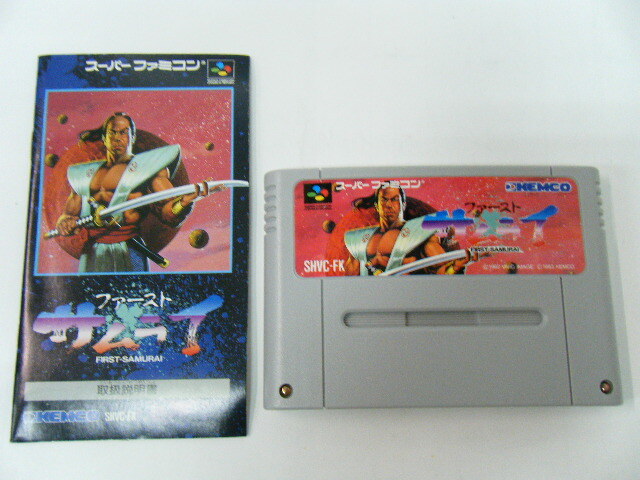 スーパーファミコン
ファースト
サムライ
FIRST-SAMURAI
取扱説明書
KEMCO SHVC-FK
スーパーファミコン
KEMCO
ファースト
サムライ
FIRST-SAMURAI
SHVC-FK